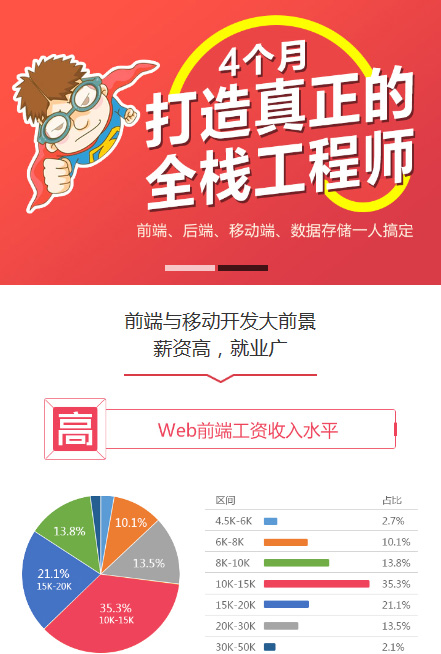 4个月
打造真正的
全栈工程师
前端、后端、移动端、数据存储一人搞定
前端与移动开发大前景
薪资高，就业广
高
Web前端工资收入水平
10.1%
13.8%
13.5%
21.1%
15K-20K
35.3%
10K-15K
区间 占比
4.5K-6K 2.7%
6K-8K 10.1%
8K-10K 13.8%
10K-15K 35.3%
15K-20K 21.1%
20K-30K 13.5%
30K-50K 2.1%